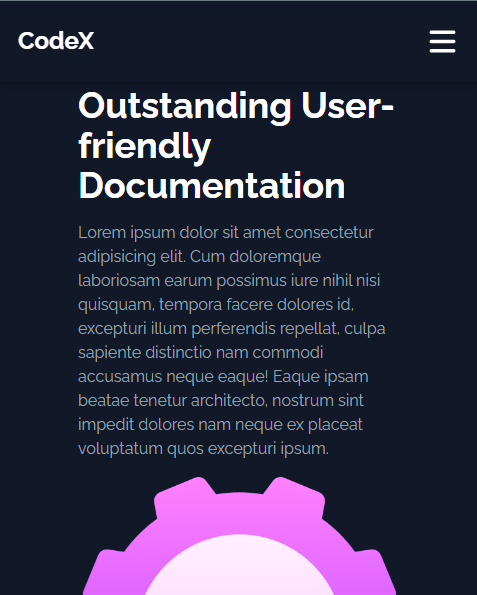 CodeX
Outstanding User-
friendly
Documentation
Lorem ipsum dolor sit amet consectetur
adipisicing elit. Cum doloremque
laboriosam earum possimus iure nihil nisi
quisquam, tempora facere dolores id,
excepturi illum perferendis repellat, culpa
sapiente distinctio nam commodi
accusamus neque eaque! Eaque ipsam
beatae tenetur architecto, nostrum sint
impedit dolores nam neque ex placeat
voluptatum quos excepturi ipsum.